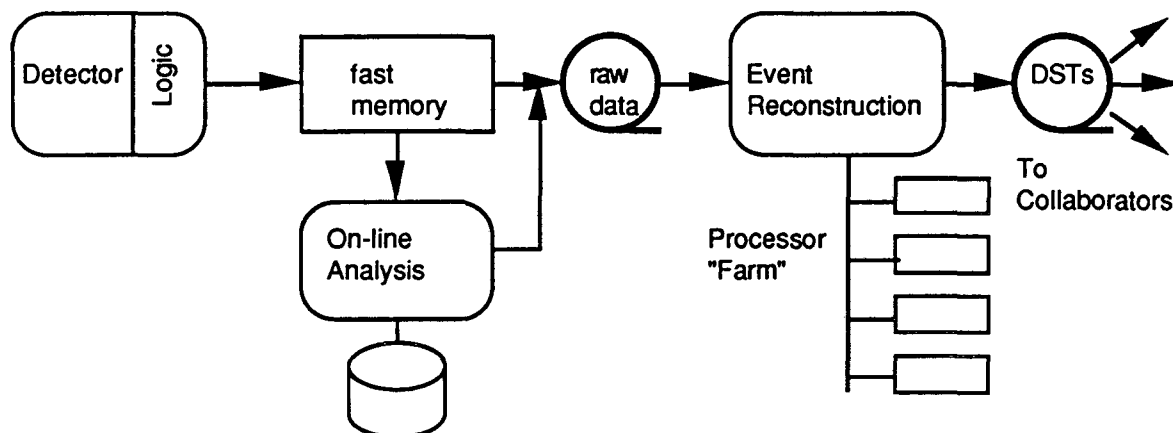 Detector
Logic
fast
memory
raw
data
Event
Reconstruction
DSTs
To
Collaborators
On-line
Analysis
Processor
"Farm"